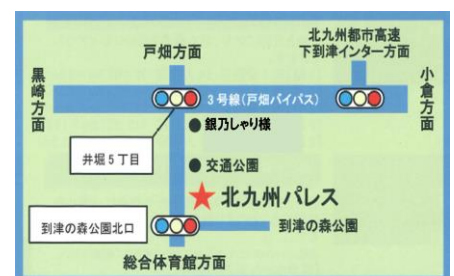 北九州都市高速
下到津インター方面
戸畑方面
黒崎方面
3号線(戸畑バイパス)
小倉方面
銀乃しゃり様
井堀5丁目
交通公園
北九州パレス
到津の森公園北口
到津の森公園
総合体育館方面